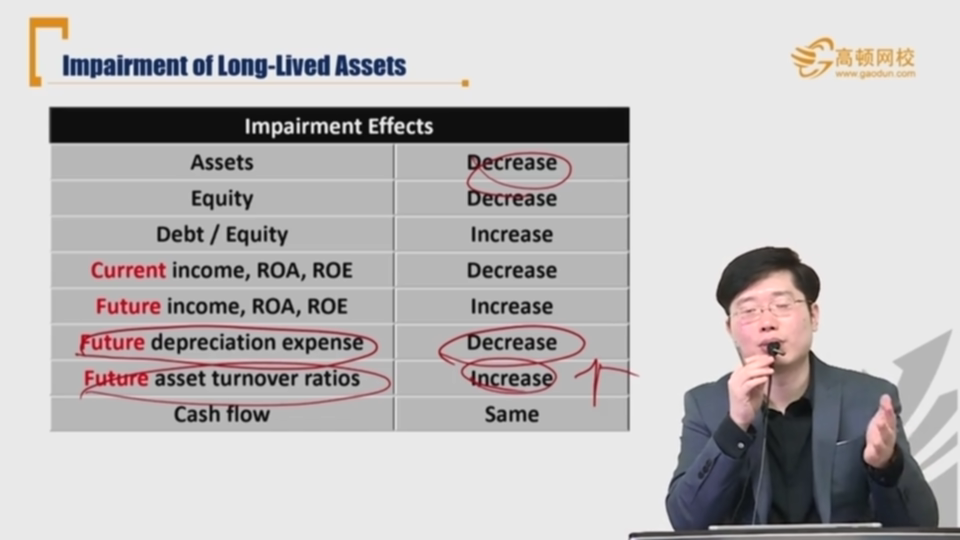 Impairment of Long-Lived Assets
高顿网校
www.gaodun.com
Impairment Effects
Assets Decrease
Equity Decrease
Debt / Equity Increase
Current income, ROA, ROE Decrease
Future income, ROA, ROE Increase
Future depreciation expense Decrease
Future asset turnover ratios Increase
Cash flow Same